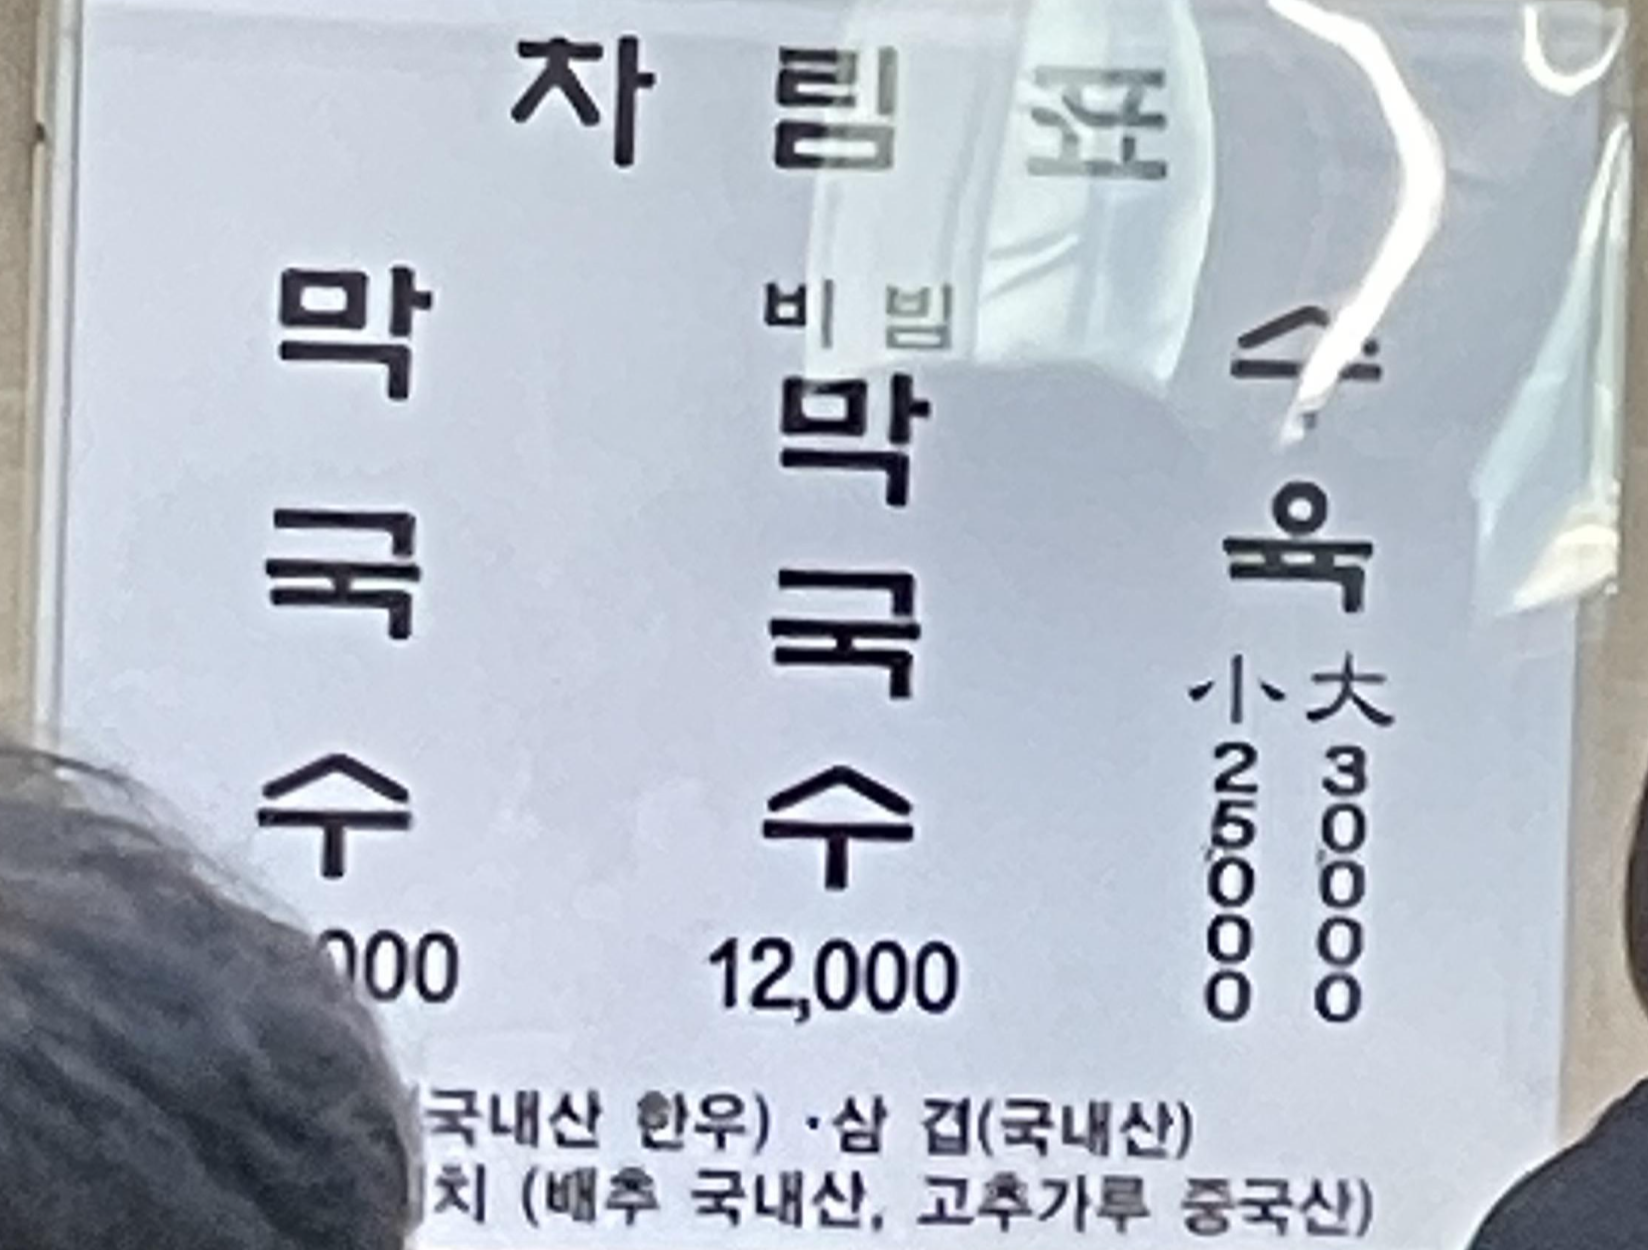 차림표
막국수
000
비빔
막국수
12,000
수육
小 25000
大 30000
국내산 한우) ·삼 겹(국내산)
치 (배추 국내산, 고추가루 중국산)